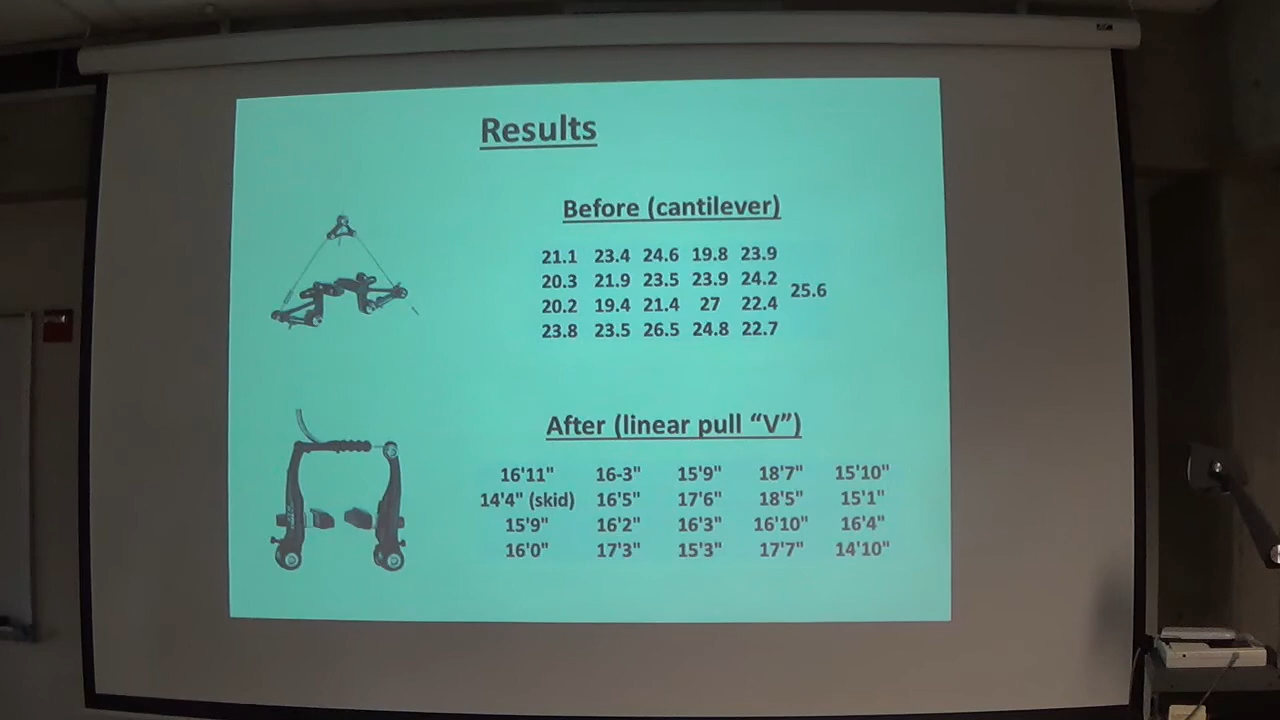 Results
Before (cantilever)
21.1 23.4 24.6 19.8 23.9
20.3 21.9 23.5 23.9 24.2
25.6
20.2 19.4 21.4 27 22.4
23.8 23.5 26.5 24.8 22.7
After (linear pull “V”)
16'11" 16-3" 15'9" 18'7" 15'10"
14'4" (skid) 16'5" 17'6" 18'5" 15'1"
15'9" 16'2" 16'3" 16'10" 16'4"
16'0" 17'3" 15'3" 17'7" 14'10"